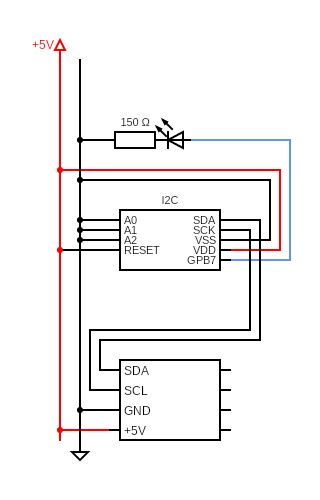 +5V
150 Ω
I2C
A0 SDA
A1 SCK
A2 VSS
RESET VDD
GPB7
SDA
SCL
GND
+5V